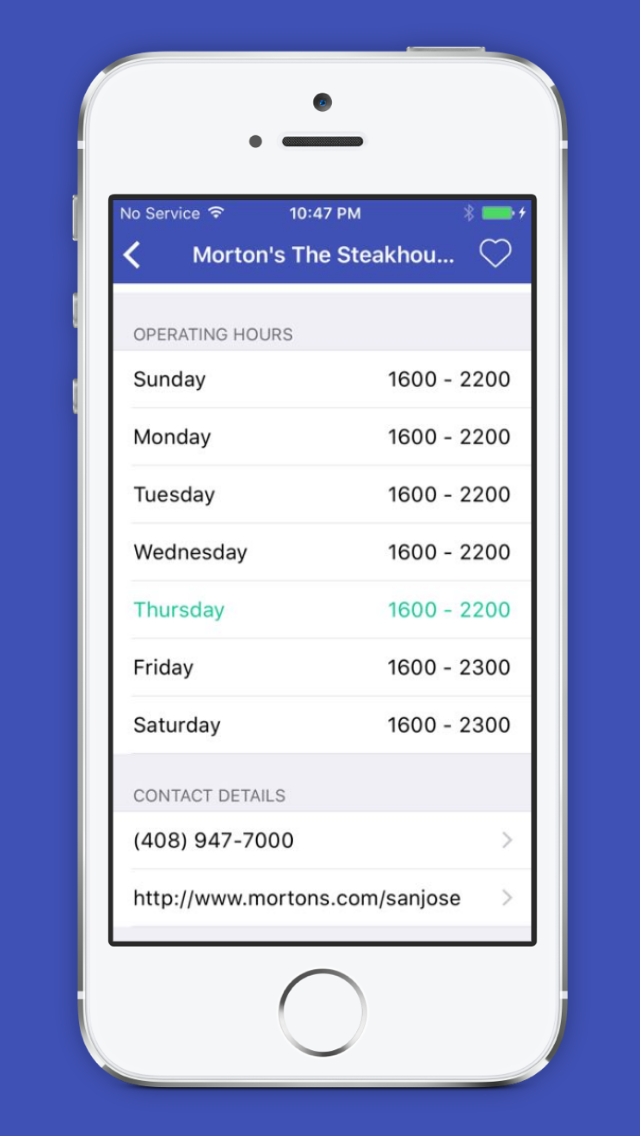 No Service 10:47 PM
Morton's The Steakhou...
OPERATING HOURS
Sunday 1600 - 2200
Monday 1600 - 2200
Tuesday 1600 - 2200
Wednesday 1600 - 2200
Thursday 1600 - 2200
Friday 1600 - 2300
Saturday 1600 - 2300
CONTACT DETAILS
(408) 947-7000
http://www.mortons.com/sanjose